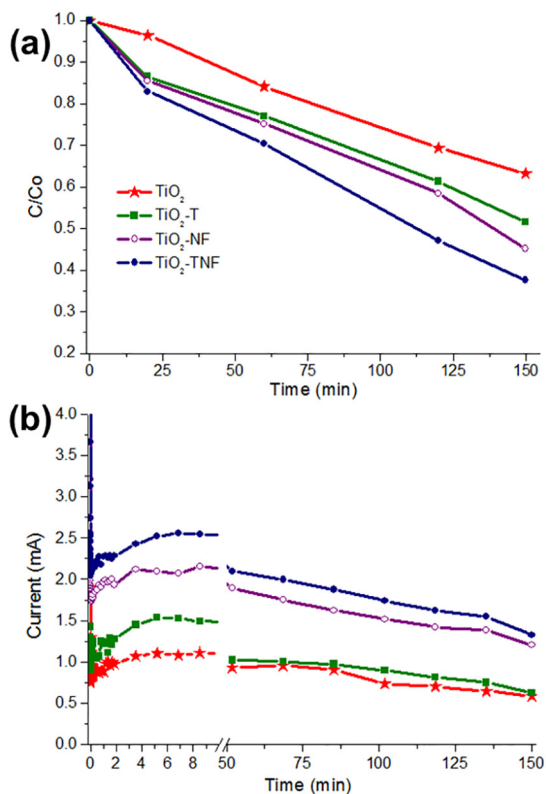 (a)
1.0
0.9
0.8
0.7
0.6
0.5
0.4
0.3
0.2
C/Co
TiO₂
TiO₂-T
TiO₂-NF
TiO₂-TNF
0 25 50 75 100 125 150
Time (min)
(b)
4.0
3.5
3.0
2.5
2.0
1.5
1.0
0.5
0.0
Current (mA)
0 2 4 6 8 50 75 100 125 150
Time (min)